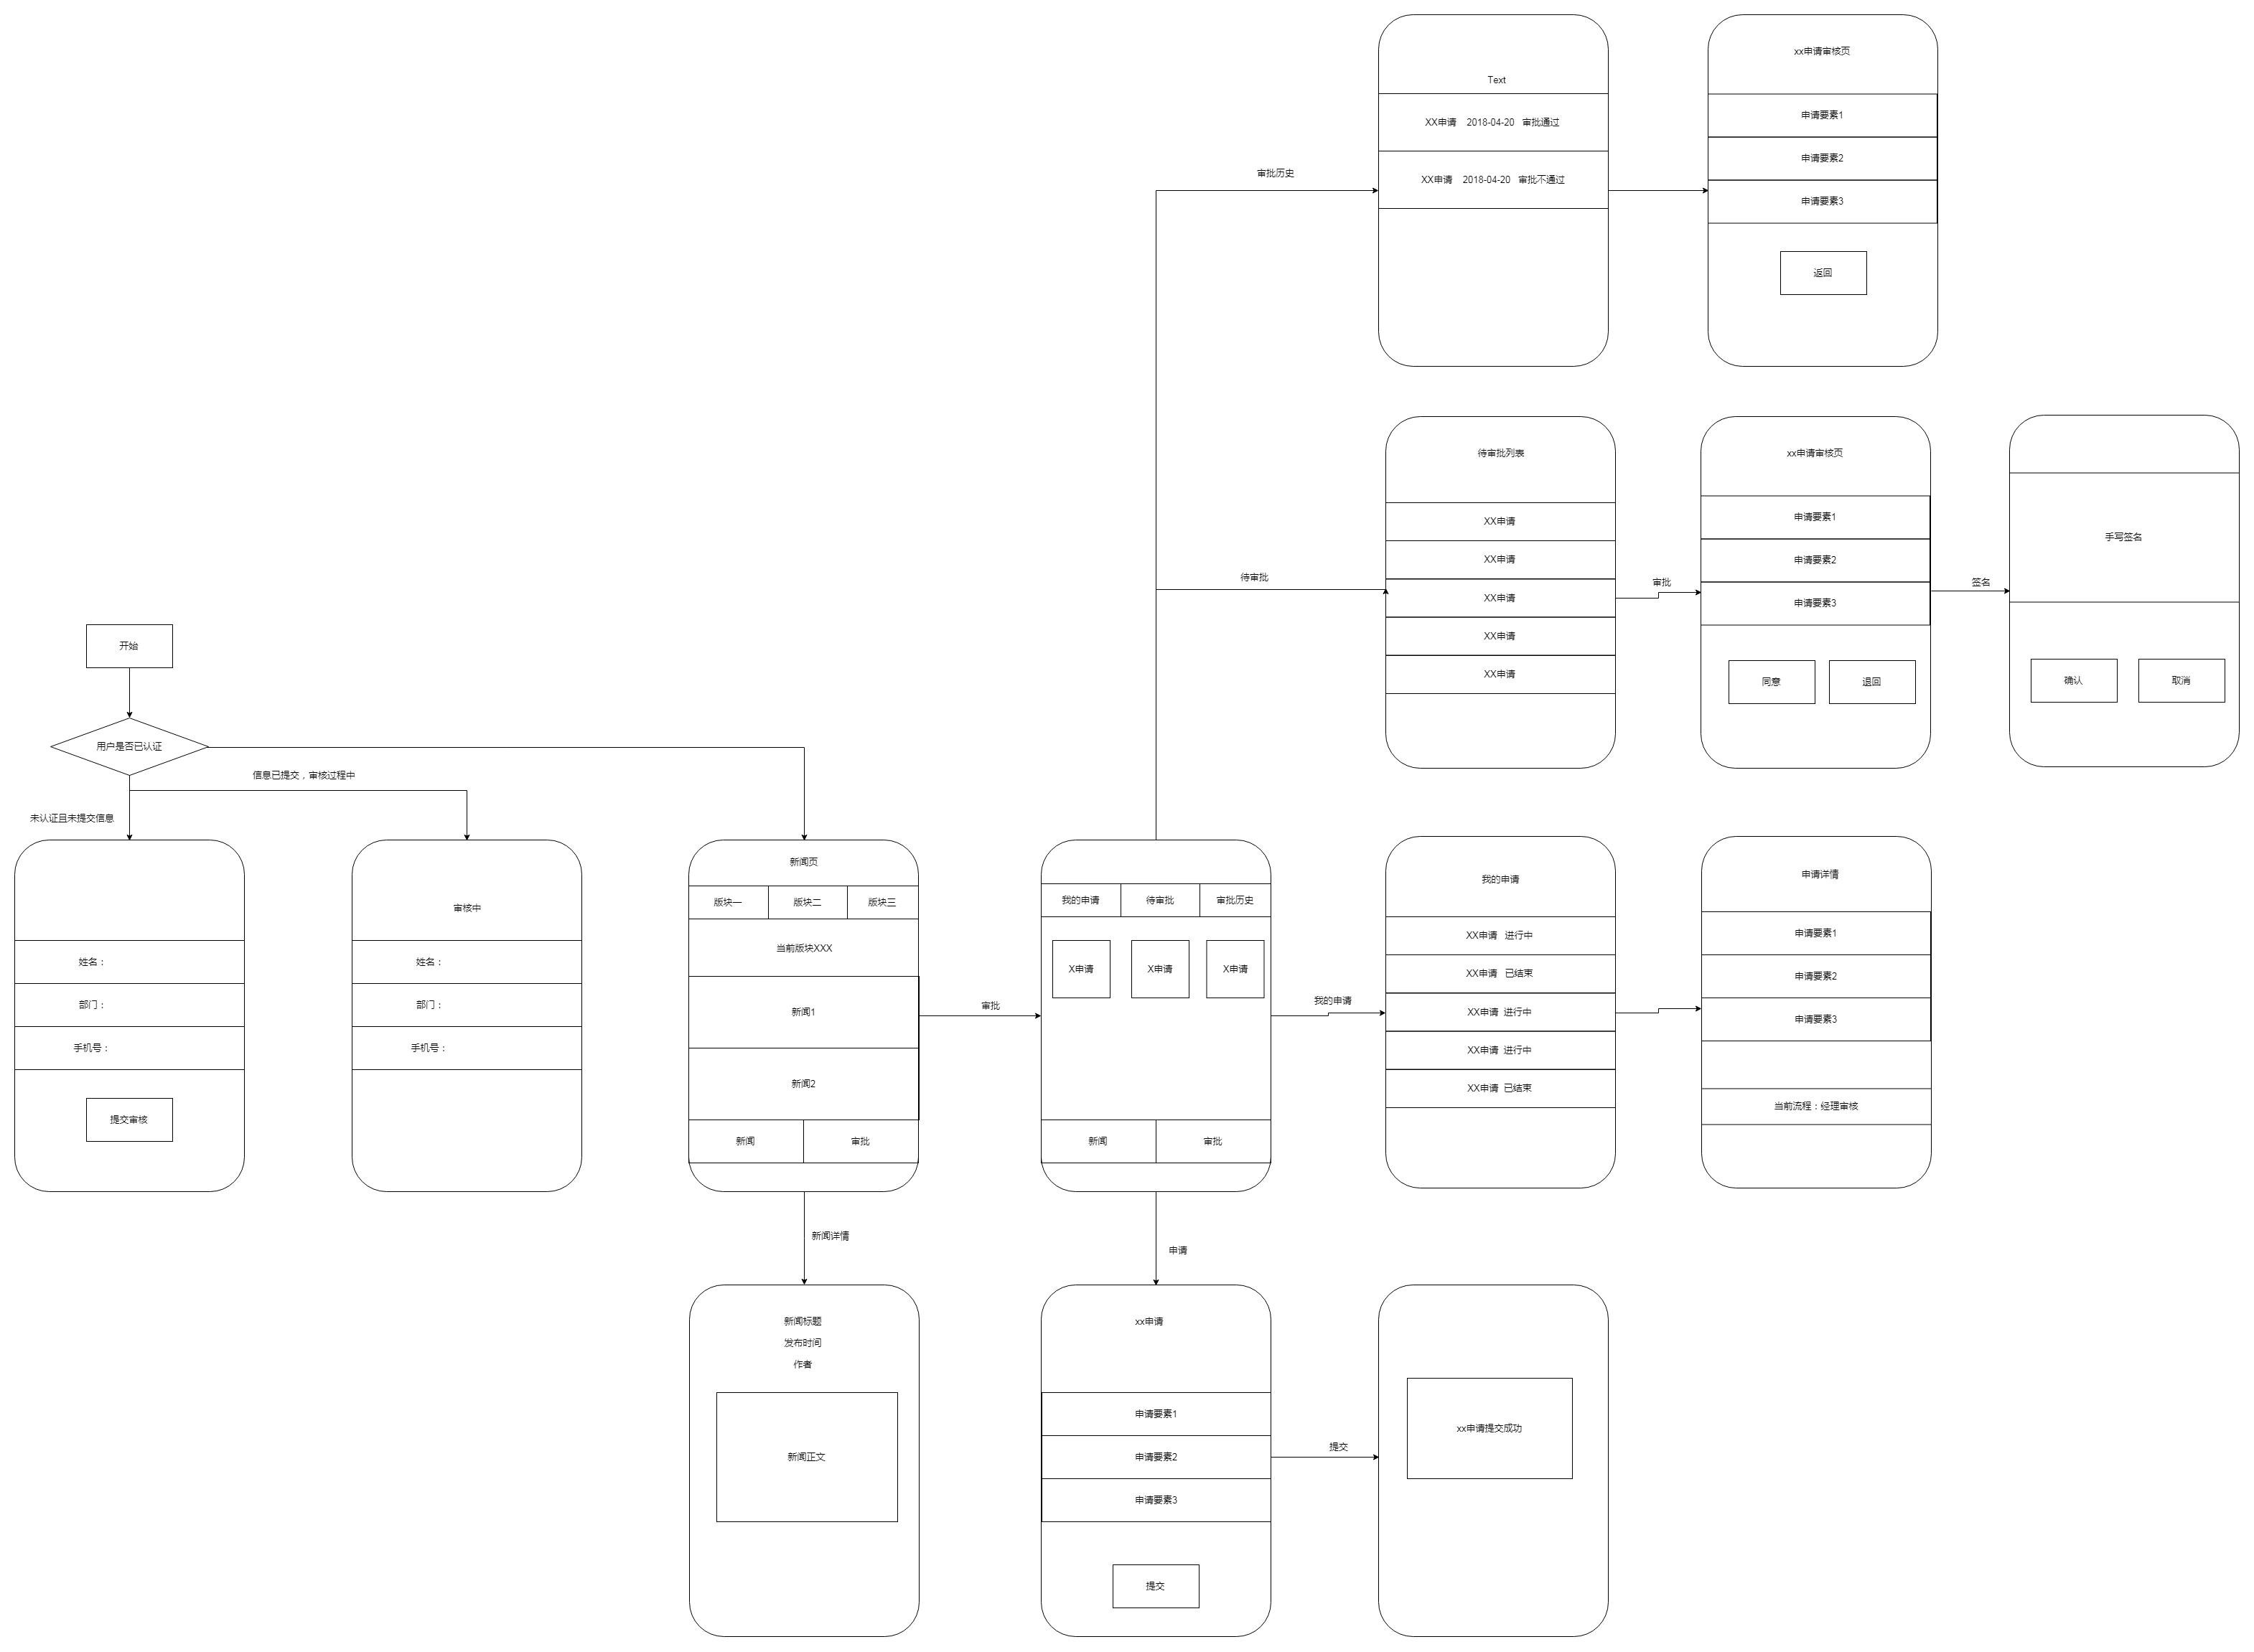 Text
XX申请 2018-04-20 审批通过
XX申请 2018-04-20 审批不通过
审批历史
xx申请审核页
申请要素1
申请要素2
申请要素3
返回
待审批
待审批列表
XX申请
XX申请
XX申请
XX申请
XX申请
审批
xx申请审核页
申请要素1
申请要素2
申请要素3
同意
退回
签名
手写签名
确认
取消
开始
用户是否已认证
信息已提交，审核过程中
未认证且未提交信息
姓名：
部门：
手机号：
提交审核
审核中
姓名：
部门：
手机号：
新闻页
版块一
版块二
版块三
当前版块XXX
新闻1
新闻2
新闻
审批
审批
我的申请
待审批
审批历史
X申请
X申请
X申请
新闻
审批
我的申请
我的申请
XX申请 进行中
XX申请 已结束
XX申请 进行中
XX申请 进行中
XX申请 已结束
申请详情
申请要素1
申请要素2
申请要素3
当前流程：经理审核
新闻详情
新闻标题
发布时间
作者
新闻正文
申请
xx申请
申请要素1
申请要素2
申请要素3
提交
提交
xx申请提交成功